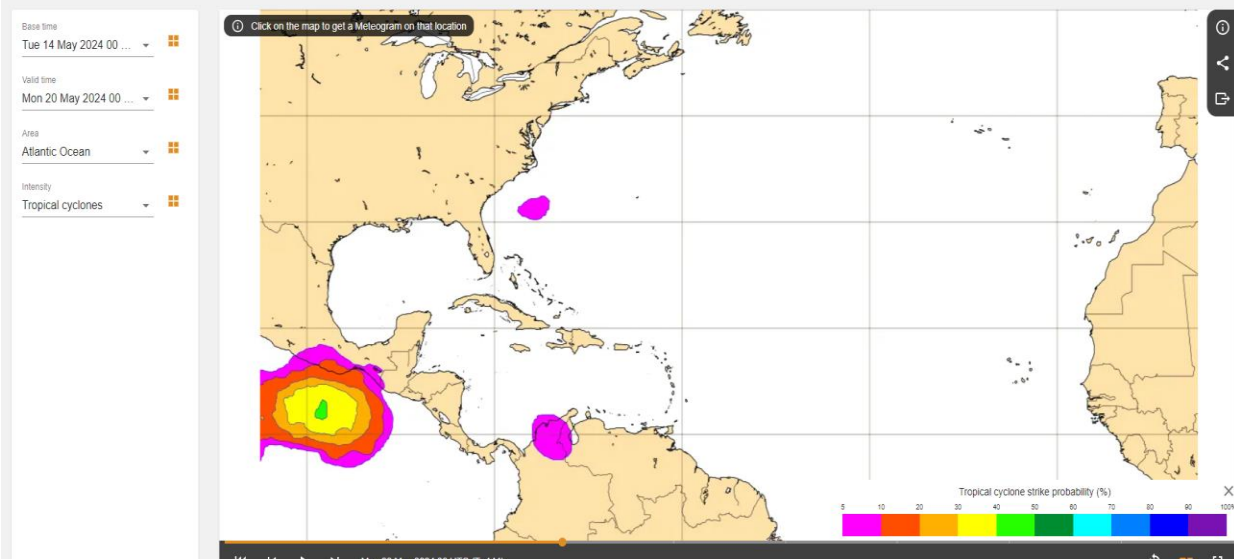 Base time
Tue 14 May 2024 00 ...
Valid time
Mon 20 May 2024 00 ...
Area
Atlantic Ocean
Intensity
Tropical cyclones
Click on the map to get a Meteogram on that location
Tropical cyclone strike probability (%)
5 10 20 30 40 50 60 70 80 90 100%